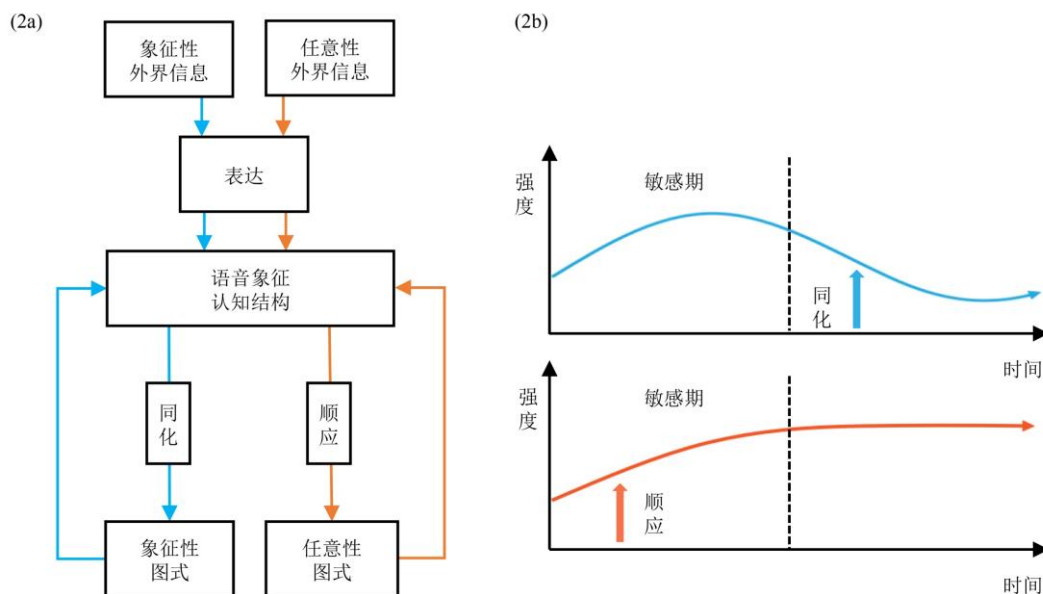 (2a)
象征性
外界信息
任意性
外界信息
表达
语音象征
认知结构
同
化
顺
应
象征性
图式
任意性
图式
(2b)
强
度
敏感期
同
化
时间
强
度
敏感期
顺
应
时间